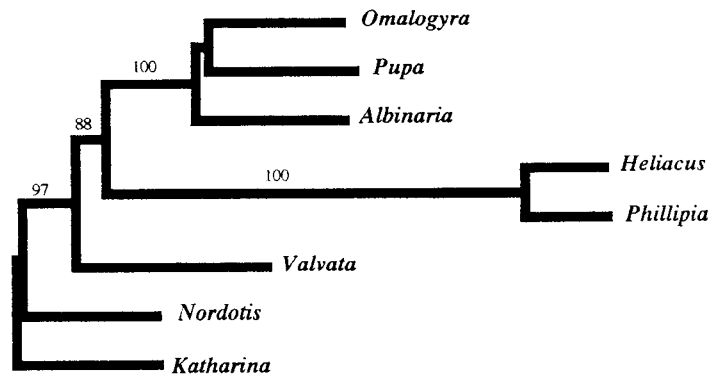 Omalogyra
100
Pupa
Albinaria
88
Heliacus
100
97
Phillipia
Valvata
Nordotis
Katharina